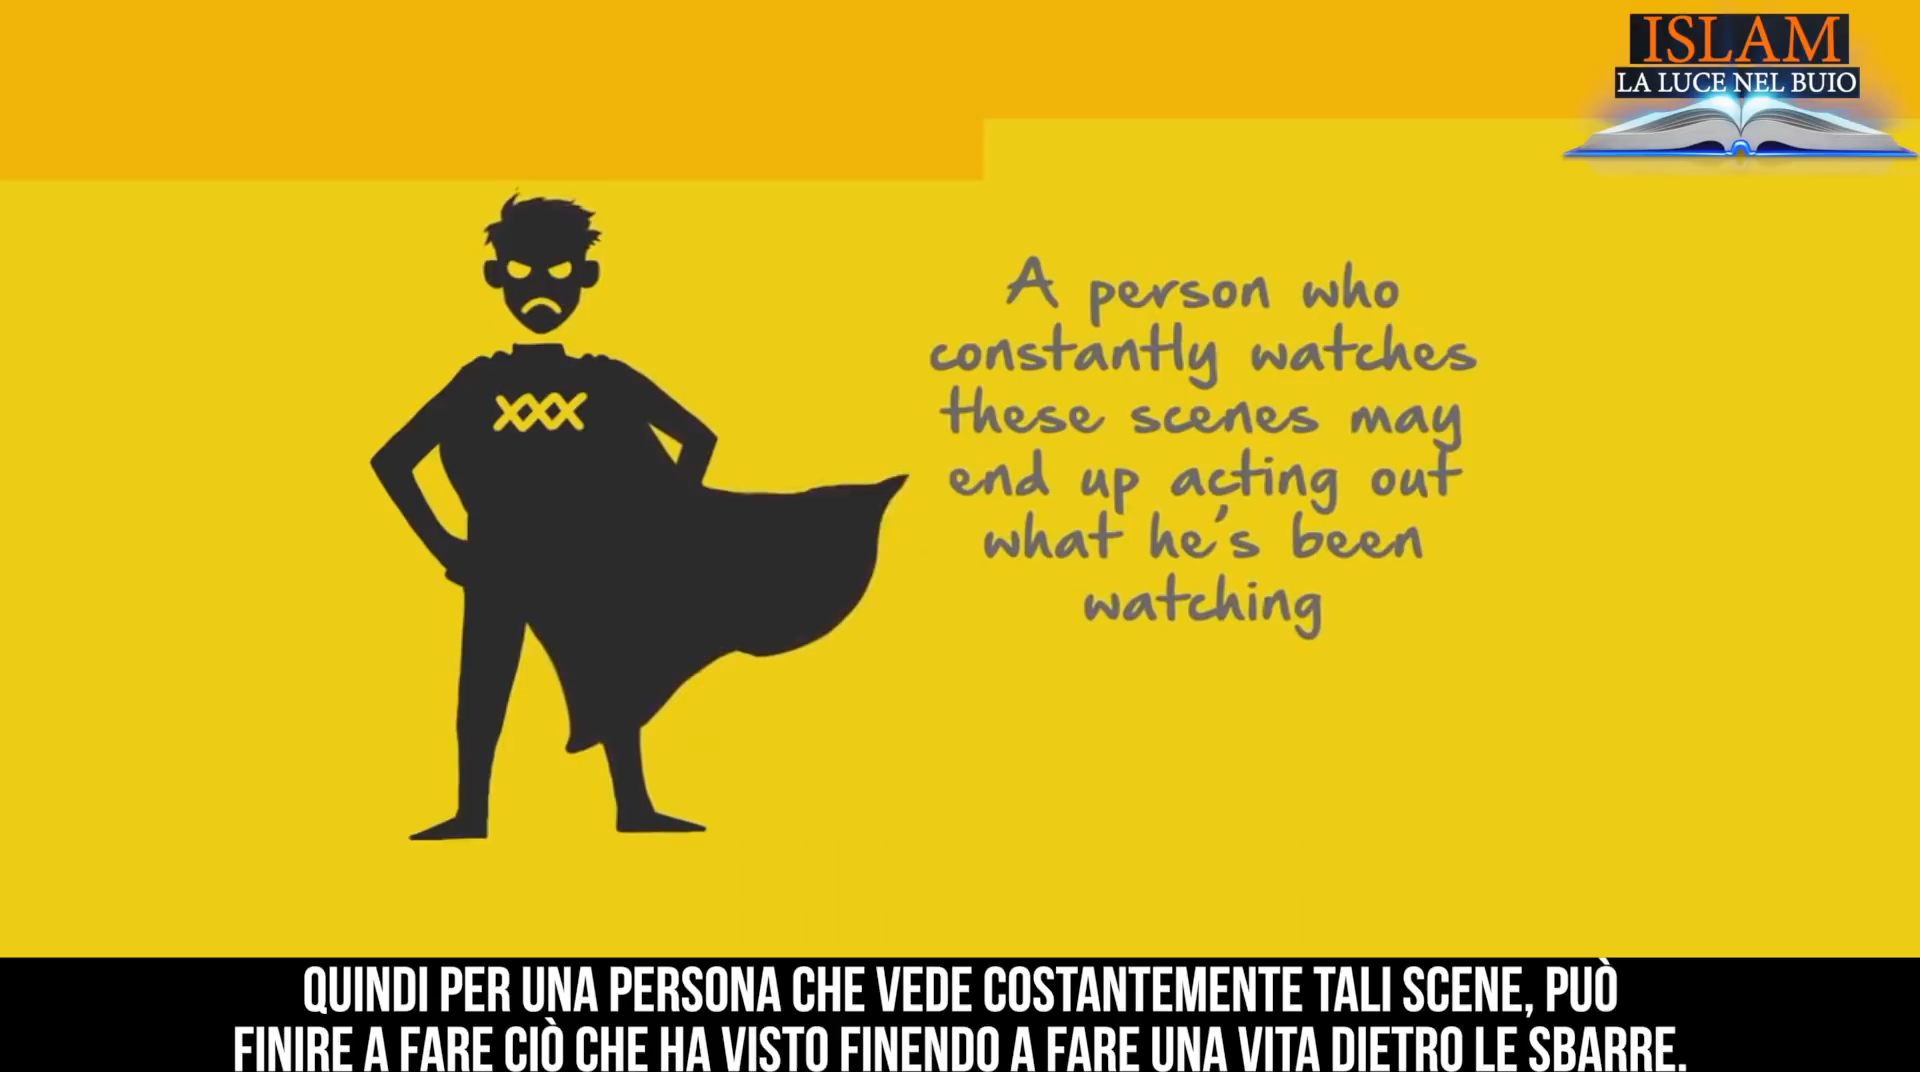 ISLAM
LA LUCE NEL BUIO
XXX
A person who
constantly watches
these scenes may
end up acting out
what he's been
watching
QUINDI PER UNA PERSONA CHE VEDE COSTANTEMENTE TALI SCENE, PUÒ
FINIRE A FARE CIÒ CHE HA VISTO FINENDO A FARE UNA VITA DIETRO LE SBARRE.